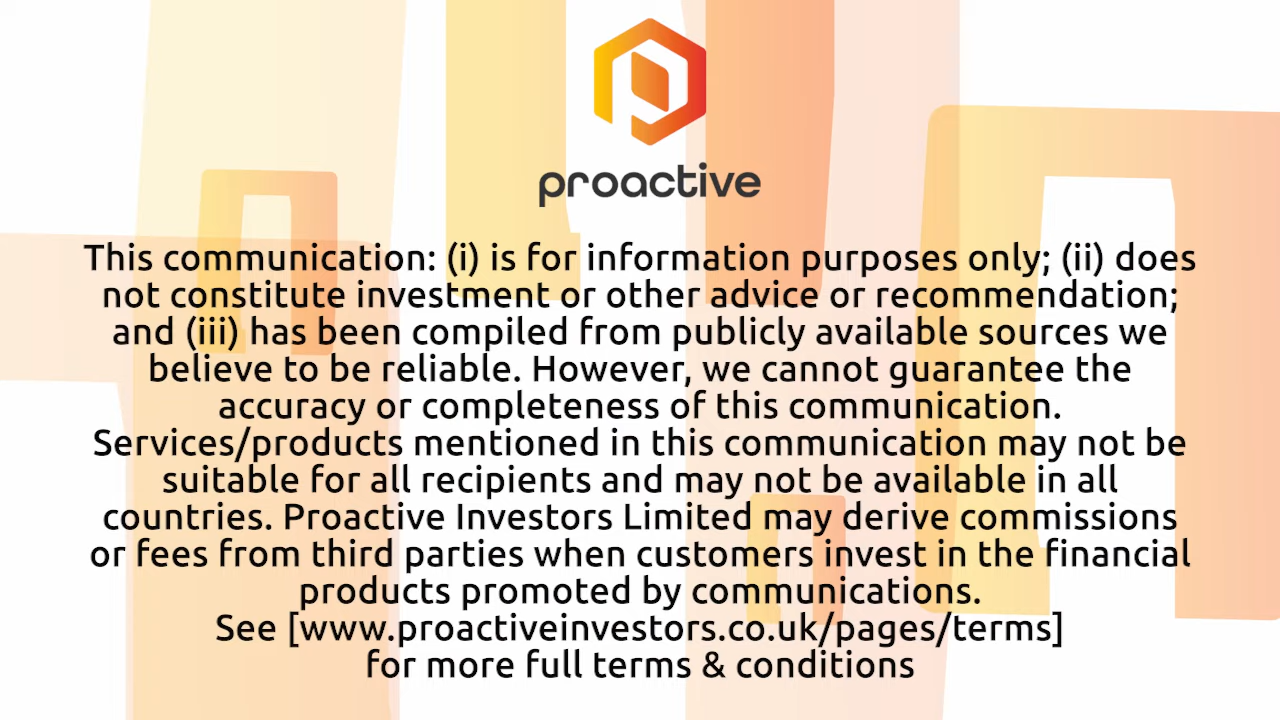 proactive
This communication: (i) is for information purposes only; (ii) does
not constitute investment or other advice or recommendation;
and (iii) has been compiled from publicly available sources we
believe to be reliable. However, we cannot guarantee the
accuracy or completeness of this communication.
Services/products mentioned in this communication may not be
suitable for all recipients and may not be available in all
countries. Proactive Investors Limited may derive commissions
or fees from third parties when customers invest in the financial
products promoted by communications.
See [www.proactiveinvestors.co.uk/pages/terms]
for more full terms & conditions